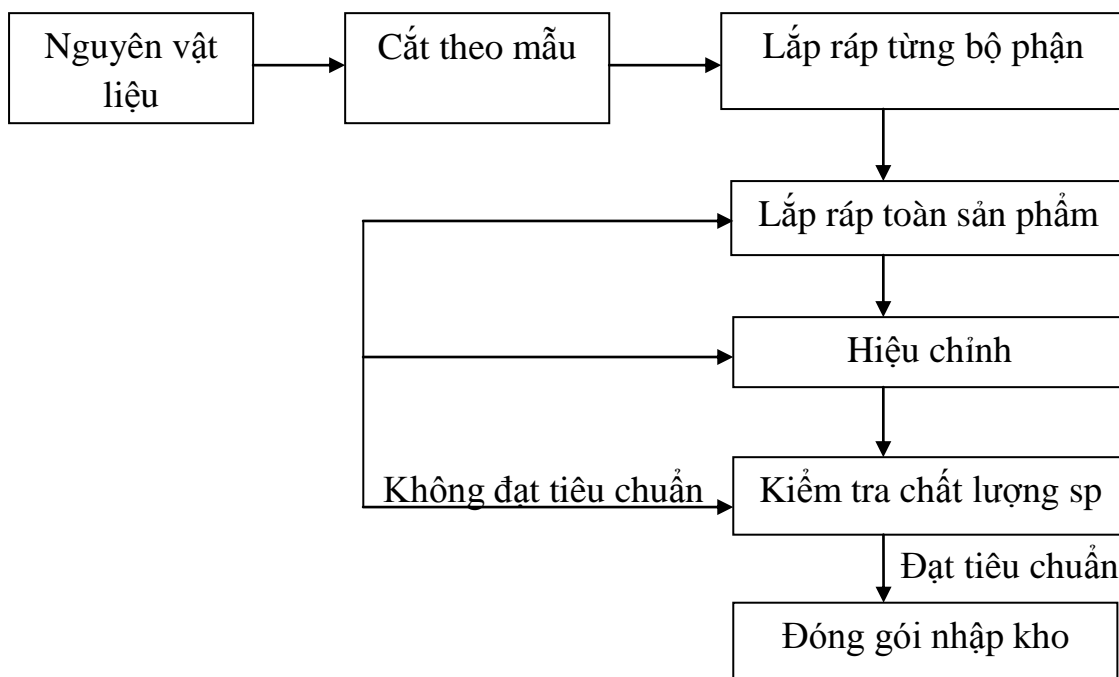 Nguyên vật
liệu
Cắt theo mẫu
Lắp ráp từng bộ phận
Lắp ráp toàn sản phẩm
Hiệu chỉnh
Không đạt tiêu chuẩn
Kiểm tra chất lượng sp
Đạt tiêu chuẩn
Đóng gói nhập kho